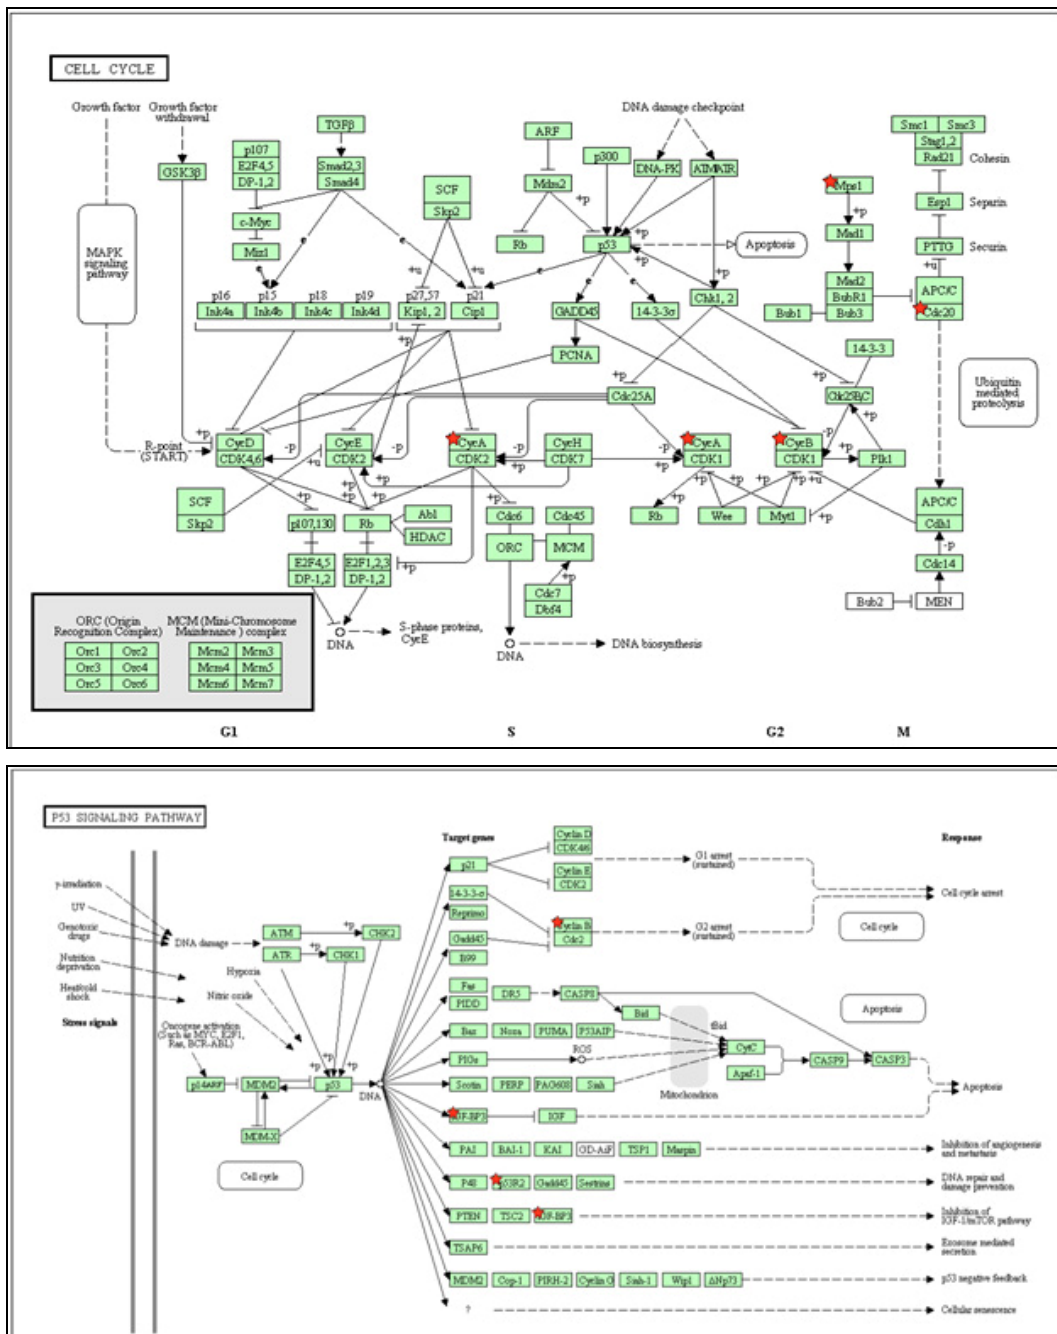 CELL CYCLE
Growth factor
Growth factor
withdrawal
TGFβ
DNA damage checkpoint
ARF
Smc1 Smc3
Stag1,2
Rad21
Cohesin
p107
E2F4,5
DP-1,2
GSK3β
Smad2,3
Smad4
p300
DNA-PK
ATM/ATR
Mdm2
SCF
Skp2
Mps1
+p
Esp1
Separin
c-Myc
Miz1
Rb
p53
Apoptosis
Mad1
PTTG
Securin
MAPK
signaling
pathway
+u
+u
e
e
e
e
+p
+p
+p
+p
+p
+u
p16 p15 p18 p19
Ink4a Ink4b Ink4c Ink4d
p27,57
Kip1, 2
p21
Cip1
GADD45
14-3-3σ
Chk1, 2
Mad2
BubR1
Bub3
Bub1
APC/C
Cdc20
PCNA
14-3-3
Ubiquitin
mediated
proteolysis
+p
+p
+p
Cdc25A
Cdc25B/C
R-point
(START)
+p
CycD
CDK4,6
-p
CycE
CDK2
-p
CycA
CDK2
-p
+p
CycH
CDK7
-p
+p
CycA
CDK1
CycB
CDK1
-p
+p
+u
Plk1
SCF
Skp2
+u
+p
+p
+p
+p
+p
+p
+p
p107,130
Rb
Abl
HDAC
Cdc6
Cdc45
ORC
MCM
Rb
Wee
Myt1
+p
APC/C
Cdh1
-p
Cdc14
E2F4,5
DP-1,2
E2F1,2,3
DP-1,2
+p
Cdc7
Dbf4
+p
Bub2
MEN
DNA
S-phase proteins,
CycE
DNA
DNA biosynthesis
ORC (Origin
Recognition Complex)
MCM (Mini-Chromosome
Maintenance ) complex
Orc1 Orc2
Orc3 Orc4
Orc5 Orc6
Mcm2 Mcm3
Mcm4 Mcm5
Mcm6 Mcm7
G1 S G2 M
P53 SIGNALING PATHWAY
Target genes
Response
γ-irradiation
UV
Genotoxic
drugs
Nutrition
deprivation
Heat/cold
shock
Stress signals
DNA damage
ATM
+p
CHK2
ATR
+p
CHK1
Hypoxia
Nitric oxide
Oncogene activation
(Such as MYC, E2F1,
Ras, BCR-ABL)
+p
+p
+p
p14ARF
MDM2
p53
DNA
MDM-X
Cell cycle
p21
Cyclin D
CDK4/6
Cyclin E
CDK2
G1 arrest
(sustained)
Cell cycle arrest
14-3-3-σ
Reprimo
Gadd45
B99
Cyclin B
Cdc2
G2 arrest
(sustained)
Cell cycle
Fas
PIDD
DR5
CASP8
Bid
tBid
Apoptosis
Bax Noxa PUMA P53AIP
CytC
PIGs
ROS
Apaf-1
CASP9
CASP3
Scotin PERP PAG608 Siah
Mitochondrion
Apoptosis
IGF-BP3
IGF
PAI BAI-1 KAI GD-AiF TSP1 Maspin
Inhibition of angiogenesis
and metastasis
P48 p53R2 Gadd45 Sestrins
DNA repair and
damage prevention
PTEN TSC2 IGF-BP3
Inhibition of
IGF-1/mTOR pathway
TSAP6
Exosome mediated
secretion
MDM2 Cop-1 PIRH-2 Cyclin G Siah-1 Wip1 ΔNp73
p53 negative feedback
?
Cellular senescence